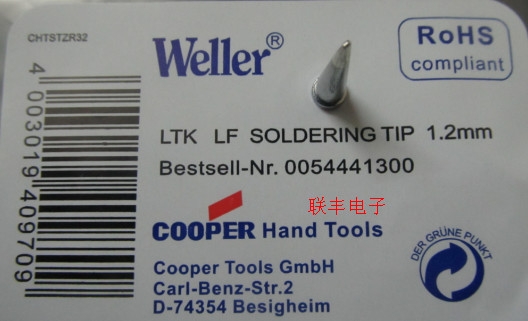 CHTSTZR32
Weller®
RoHS
compliant
LTK LF SOLDERING TIP 1.2mm
Bestsell-Nr. 0054441300
联丰电子
COOPER Hand Tools
Cooper Tools GmbH
Carl-Benz-Str.2
D-74354 Besigheim
DER GRÜNE PUNKT
4 003019 409709